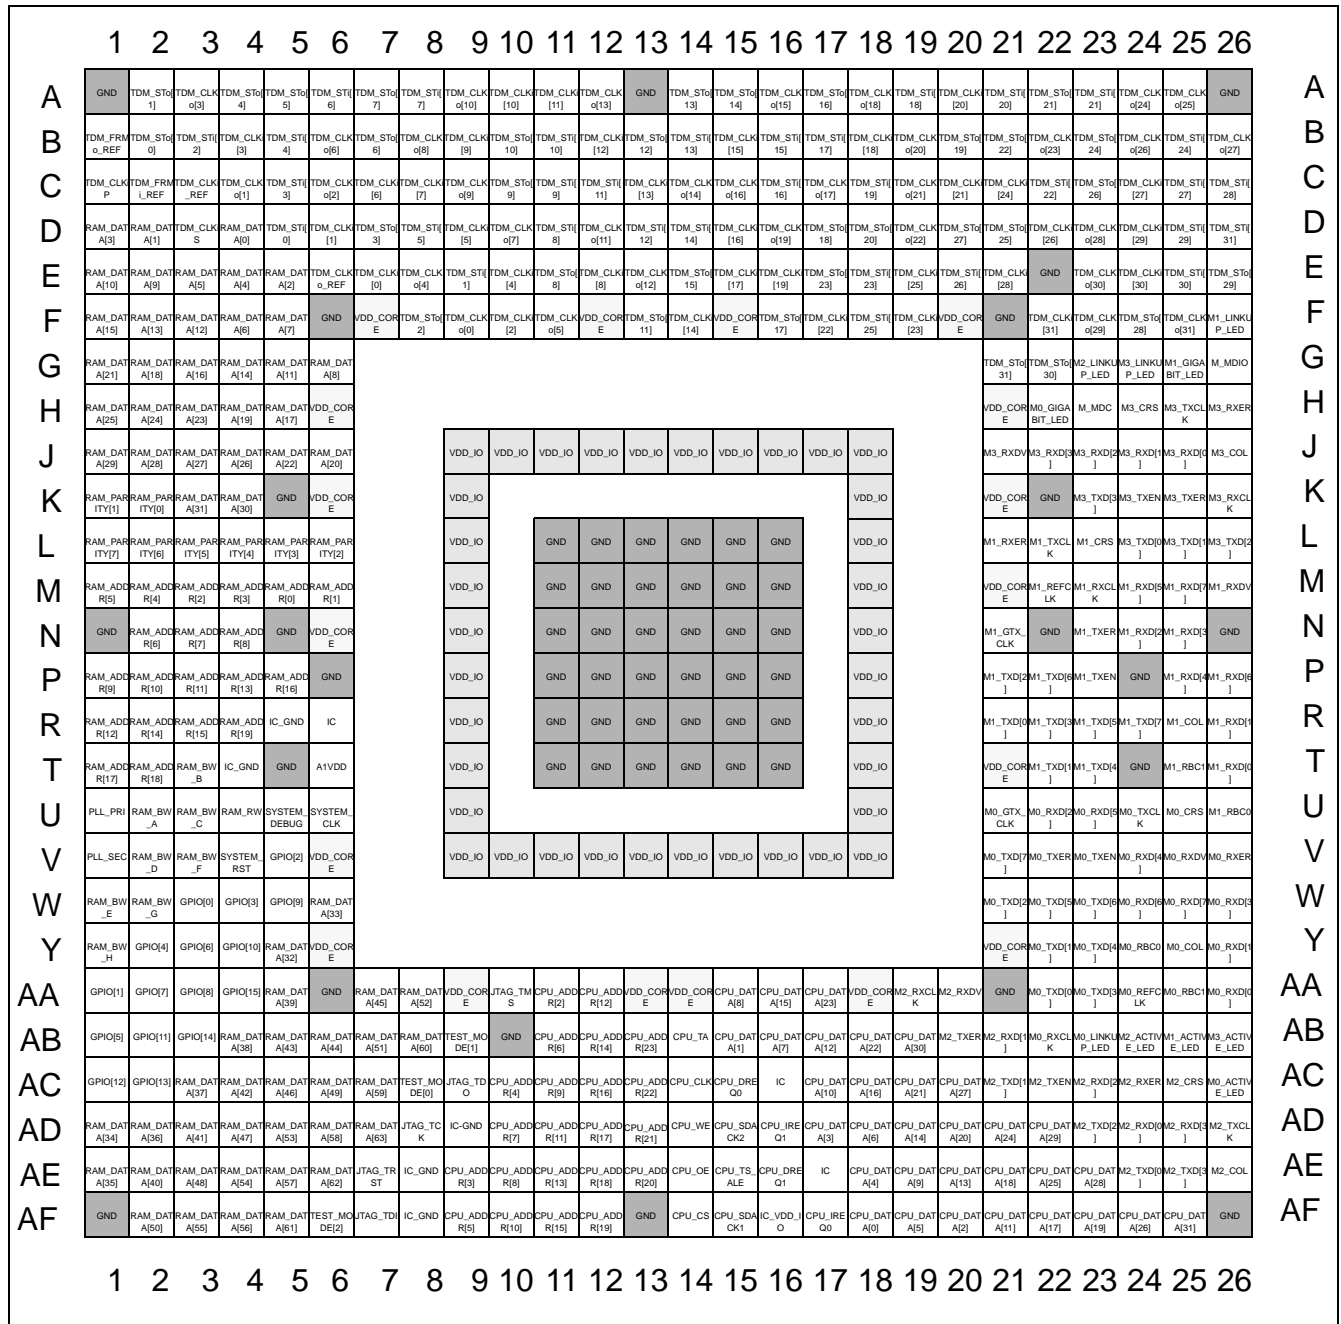 1 2 3 4 5 6 7 8 9 10 11 12 13 14 15 16 17 18 19 20 21 22 23 24 25 26
A GND TDM_STo[1] TDM_CLKo[3] TDM_STo[4] TDM_STo[5] TDM_STi[6] TDM_STo[7] TDM_STi[7] TDM_CLKo[10] TDM_CLKi[10] TDM_CLKi[11] TDM_CLKo[13] GND TDM_STo[13] TDM_STo[14] TDM_CLKo[15] TDM_STo[16] TDM_CLKo[18] TDM_STi[18] TDM_CLKi[20] TDM_STi[20] TDM_STo[21] TDM_STi[21] TDM_CLKo[24] TDM_CLKo[25] GND A
B TDM_FRMo_REF TDM_STo[0] TDM_STi[2] TDM_CLKi[3] TDM_STi[4] TDM_CLKo[6] TDM_STo[6] TDM_CLKo[8] TDM_CLKi[9] TDM_STo[10] TDM_STi[10] TDM_CLKi[12] TDM_STo[12] TDM_STi[13] TDM_CLKi[15] TDM_STi[15] TDM_CLKi[17] TDM_CLKi[18] TDM_CLKo[20] TDM_STo[19] TDM_STo[22] TDM_CLKo[23] TDM_STo[24] TDM_CLKo[26] TDM_STi[24] TDM_CLKo[27] B
C TDM_CLKiP TDM_FRMi_REF TDM_CLKi_REF TDM_CLKo[1] TDM_STi[3] TDM_CLKo[2] TDM_CLKi[6] TDM_CLKi[7] TDM_CLKo[9] TDM_STo[9] TDM_STi[9] TDM_STi[11] TDM_CLKi[13] TDM_CLKo[14] TDM_CLKo[16] TDM_STi[16] TDM_CLKo[17] TDM_STi[19] TDM_CLKo[21] TDM_CLKi[21] TDM_CLKi[24] TDM_STi[22] TDM_STo[26] TDM_CLKi[27] TDM_STi[27] TDM_STi[28] C
D RAM_DATA[3] RAM_DATA[1] TDM_CLKiS RAM_DATA[0] TDM_STi[0] TDM_CLKi[1] TDM_STo[3] TDM_STi[5] TDM_CLKi[5] TDM_CLKo[7] TDM_STi[8] TDM_CLKo[11] TDM_STi[12] TDM_STi[14] TDM_CLKi[16] TDM_CLKo[19] TDM_STo[18] TDM_STo[20] TDM_CLKo[22] TDM_STo[27] TDM_STo[25] TDM_CLKi[26] TDM_CLKo[28] TDM_CLKi[29] TDM_STi[29] TDM_STi[31] D
E RAM_DATA[10] RAM_DATA[9] RAM_DATA[5] RAM_DATA[4] RAM_DATA[2] TDM_CLKo_REF TDM_CLKi[0] TDM_CLKo[4] TDM_STi[1] TDM_CLKi[4] TDM_STo[8] TDM_CLKi[8] TDM_CLKo[12] TDM_STo[15] TDM_CLKi[17] TDM_CLKi[19] TDM_STo[23] TDM_STi[23] TDM_CLKi[25] TDM_STi[26] TDM_CLKi[28] GND TDM_CLKo[30] TDM_CLKi[30] TDM_STi[30] TDM_STo[29] E
F RAM_DATA[15] RAM_DATA[13] RAM_DATA[12] RAM_DATA[6] RAM_DATA[7] GND VDD_CORE TDM_STo[2] TDM_CLKo[0] TDM_CLKi[2] TDM_CLKo[5] VDD_CORE TDM_STo[11] TDM_CLKi[14] VDD_CORE TDM_STo[17] TDM_CLKi[22] TDM_STi[25] TDM_CLKi[23] VDD_CORE GND TDM_CLKi[31] TDM_CLKo[29] TDM_STo[28] TDM_CLKo[31] M1_LINKUP_LED F
G RAM_DATA[21] RAM_DATA[18] RAM_DATA[16] RAM_DATA[14] RAM_DATA[11] RAM_DATA[8] TDM_STo[31] TDM_STo[30] M2_LINKUP_LED M3_LINKUP_LED M1_GIGABIT_LED M_MDIO G
H RAM_DATA[25] RAM_DATA[24] RAM_DATA[23] RAM_DATA[19] RAM_DATA[17] VDD_CORE VDD_CORE M0_GIGABIT_LED M_MDC M3_CRS M3_TXCLK M3_RXER H
J RAM_DATA[29] RAM_DATA[28] RAM_DATA[27] RAM_DATA[26] RAM_DATA[22] RAM_DATA[20] VDD_IO VDD_IO VDD_IO VDD_IO VDD_IO VDD_IO VDD_IO VDD_IO VDD_IO VDD_IO M3_RXDV M3_RXD[3] M3_RXD[2] M3_RXD[1] M3_RXD[0] M3_COL J
K RAM_PARITY[1] RAM_PARITY[0] RAM_DATA[31] RAM_DATA[30] GND VDD_CORE VDD_IO VDD_IO VDD_CORE GND M3_TXD[3] M3_TXEN M3_TXER M3_RXCLK K
L RAM_PARITY[7] RAM_PARITY[6] RAM_PARITY[5] RAM_PARITY[4] RAM_PARITY[3] RAM_PARITY[2] VDD_IO GND GND GND GND GND GND VDD_IO M1_RXER M1_TXCLK M1_CRS M3_TXD[0] M3_TXD[1] M3_TXD[2] L
M RAM_ADDR[5] RAM_ADDR[4] RAM_ADDR[2] RAM_ADDR[3] RAM_ADDR[0] RAM_ADDR[1] VDD_IO GND GND GND GND GND GND VDD_IO VDD_CORE M1_REFCLK M1_RXCLK M1_RXD[5] M1_RXD[7] M1_RXDV M
N GND RAM_ADDR[6] RAM_ADDR[7] RAM_ADDR[8] GND VDD_CORE VDD_IO GND GND GND GND GND GND VDD_IO M1_GTX_CLK GND M1_TXER M1_RXD[2] M1_RXD[3] GND N
P RAM_ADDR[9] RAM_ADDR[10] RAM_ADDR[11] RAM_ADDR[13] RAM_ADDR[16] GND VDD_IO GND GND GND GND GND GND VDD_IO M1_TXD[2] M1_TXD[6] M1_TXEN GND M1_RXD[4] M1_RXD[6] P
R RAM_ADDR[12] RAM_ADDR[14] RAM_ADDR[15] RAM_ADDR[19] IC_GND IC VDD_IO GND GND GND GND GND GND VDD_IO M1_TXD[0] M1_TXD[3] M1_TXD[5] M1_TXD[7] M1_COL M1_RXD[1] R
T RAM_ADDR[17] RAM_ADDR[18] RAM_BW_B IC_GND GND A1VDD VDD_IO GND GND GND GND GND GND VDD_IO VDD_CORE M1_TXD[1] M1_TXD[4] GND M1_RBC1 M1_RXD[0] T
U PLL_PRI RAM_BW_A RAM_BW_C RAM_RW SYSTEM_DEBUG SYSTEM_CLK VDD_IO VDD_IO M0_GTX_CLK M0_RXD[2] M0_RXD[5] M0_TXCLK M0_CRS M1_RBC0 U
V PLL_SEC RAM_BW_D RAM_BW_F SYSTEM_RST GPIO[2] VDD_CORE VDD_IO VDD_IO VDD_IO VDD_IO VDD_IO VDD_IO VDD_IO VDD_IO VDD_IO VDD_IO M0_TXD[7] M0_TXER M0_TXEN M0_RXD[4] M0_RXDV M0_RXER V
W RAM_BW_E RAM_BW_G GPIO[0] GPIO[3] GPIO[9] RAM_DATA[33] M0_TXD[2] M0_TXD[5] M0_TXD[6] M0_RXD[6] M0_RXD[7] M0_RXD[3] W
Y RAM_BW_H GPIO[4] GPIO[6] GPIO[10] RAM_DATA[32] VDD_CORE VDD_CORE M0_TXD[1] M0_TXD[4] M0_RBC0 M0_COL M0_RXD[1] Y
AA GPIO[1] GPIO[7] GPIO[8] GPIO[15] RAM_DATA[39] GND RAM_DATA[45] RAM_DATA[52] VDD_CORE JTAG_TMS CPU_ADDR[2] CPU_ADDR[12] VDD_CORE VDD_CORE CPU_DATA[8] CPU_DATA[15] CPU_DATA[23] VDD_CORE M2_RXCLK M2_RXDV GND M0_TXD[0] M0_TXD[3] M0_REFCLK M0_RBC1 M0_RXD[0] AA
AB GPIO[5] GPIO[11] GPIO[14] RAM_DATA[38] RAM_DATA[43] RAM_DATA[44] RAM_DATA[51] RAM_DATA[60] TEST_MODE[1] GND CPU_ADDR[6] CPU_ADDR[14] CPU_ADDR[23] CPU_TA CPU_DATA[1] CPU_DATA[7] CPU_DATA[12] CPU_DATA[22] CPU_DATA[30] M2_TXER M2_RXD[1] M0_RXCLK M0_LINKUP_LED M2_ACTIVE_LED M1_ACTIVE_LED M3_ACTIVE_LED AB
AC GPIO[12] GPIO[13] RAM_DATA[37] RAM_DATA[42] RAM_DATA[46] RAM_DATA[49] RAM_DATA[59] TEST_MODE[0] JTAG_TDO CPU_ADDR[4] CPU_ADDR[9] CPU_ADDR[16] CPU_ADDR[22] CPU_CLK CPU_DREQ0 IC CPU_DATA[10] CPU_DATA[16] CPU_DATA[21] CPU_DATA[27] M2_TXD[1] M2_TXEN M2_RXD[2] M2_RXER M2_CRS M0_ACTIVE_LED AC
AD RAM_DATA[34] RAM_DATA[36] RAM_DATA[41] RAM_DATA[47] RAM_DATA[53] RAM_DATA[58] RAM_DATA[63] JTAG_TCK IC-GND CPU_ADDR[7] CPU_ADDR[11] CPU_ADDR[17] CPU_ADDR[21] CPU_WE CPU_SDACK2 CPU_IREQ1 CPU_DATA[3] CPU_DATA[6] CPU_DATA[14] CPU_DATA[20] CPU_DATA[24] CPU_DATA[29] M2_TXD[2] M2_RXD[0] M2_RXD[3] M2_TXCLK AD
AE RAM_DATA[35] RAM_DATA[40] RAM_DATA[48] RAM_DATA[54] RAM_DATA[57] RAM_DATA[62] JTAG_TRST IC_GND CPU_ADDR[3] CPU_ADDR[8] CPU_ADDR[13] CPU_ADDR[18] CPU_ADDR[20] CPU_OE CPU_TS_ALE CPU_DREQ1 IC CPU_DATA[4] CPU_DATA[9] CPU_DATA[13] CPU_DATA[18] CPU_DATA[25] CPU_DATA[28] M2_TXD[0] M2_TXD[3] M2_COL AE
AF GND RAM_DATA[50] RAM_DATA[55] RAM_DATA[56] RAM_DATA[61] TEST_MODE[2] JTAG_TDI IC_GND CPU_ADDR[5] CPU_ADDR[10] CPU_ADDR[15] CPU_ADDR[19] GND CPU_CS CPU_SDACK1 IC_VDD_IO CPU_IREQ0 CPU_DATA[0] CPU_DATA[5] CPU_DATA[2] CPU_DATA[11] CPU_DATA[17] CPU_DATA[19] CPU_DATA[26] CPU_DATA[31] GND AF
1 2 3 4 5 6 7 8 9 10 11 12 13 14 15 16 17 18 19 20 21 22 23 24 25 26